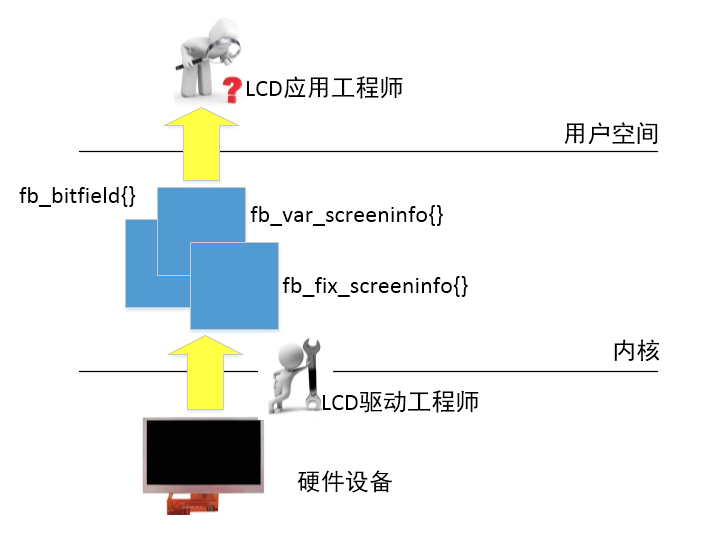 LCD应用工程师
用户空间
fb_bitfield{}
fb_var_screeninfo{}
fb_fix_screeninfo{}
内核
LCD驱动工程师
硬件设备